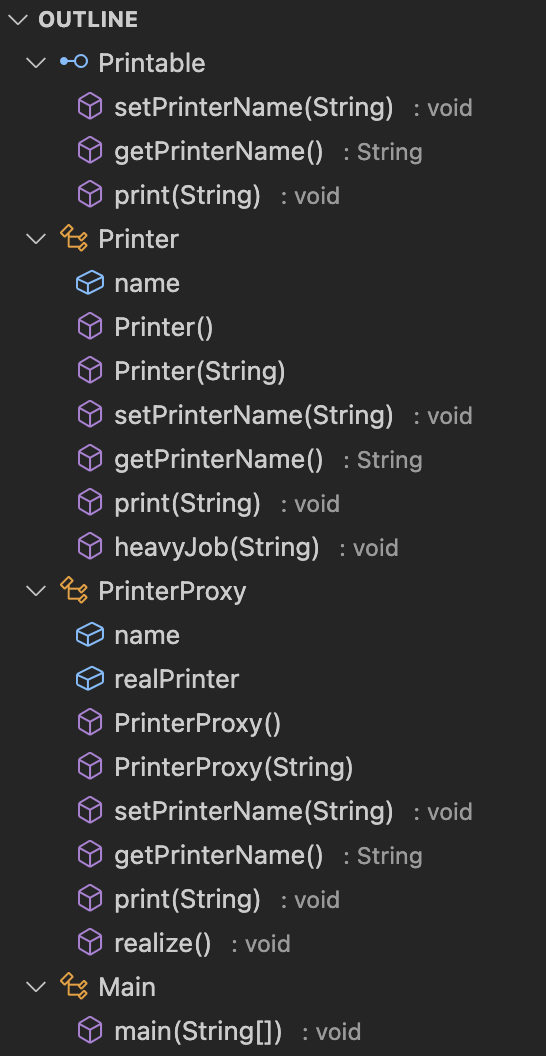 OUTLINE
Printable
setPrinterName(String) : void
getPrinterName() : String
print(String) : void
Printer
name
Printer()
Printer(String)
setPrinterName(String) : void
getPrinterName() : String
print(String) : void
heavyJob(String) : void
PrinterProxy
name
realPrinter
PrinterProxy()
PrinterProxy(String)
setPrinterName(String) : void
getPrinterName() : String
print(String) : void
realize() : void
Main
main(String[]) : void